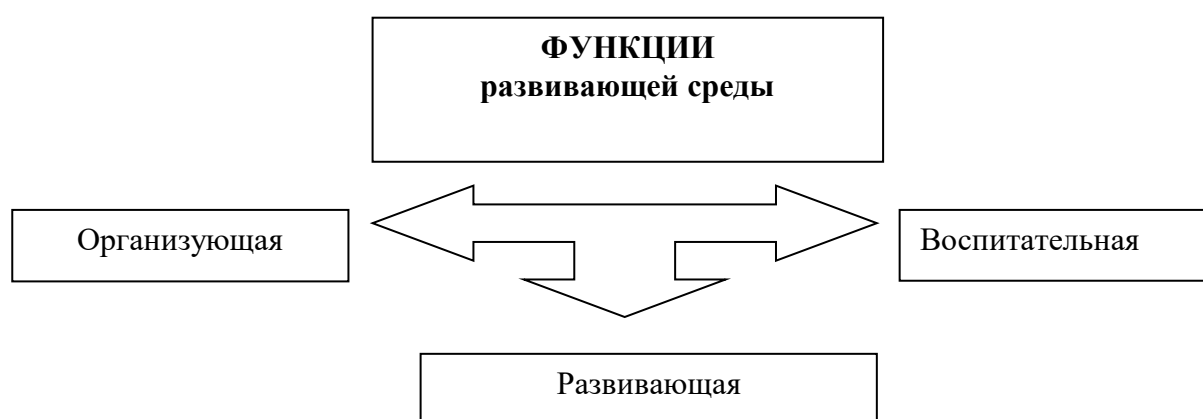 ФУНКЦИИ
развивающей среды
Организующая
Воспитательная
Развивающая